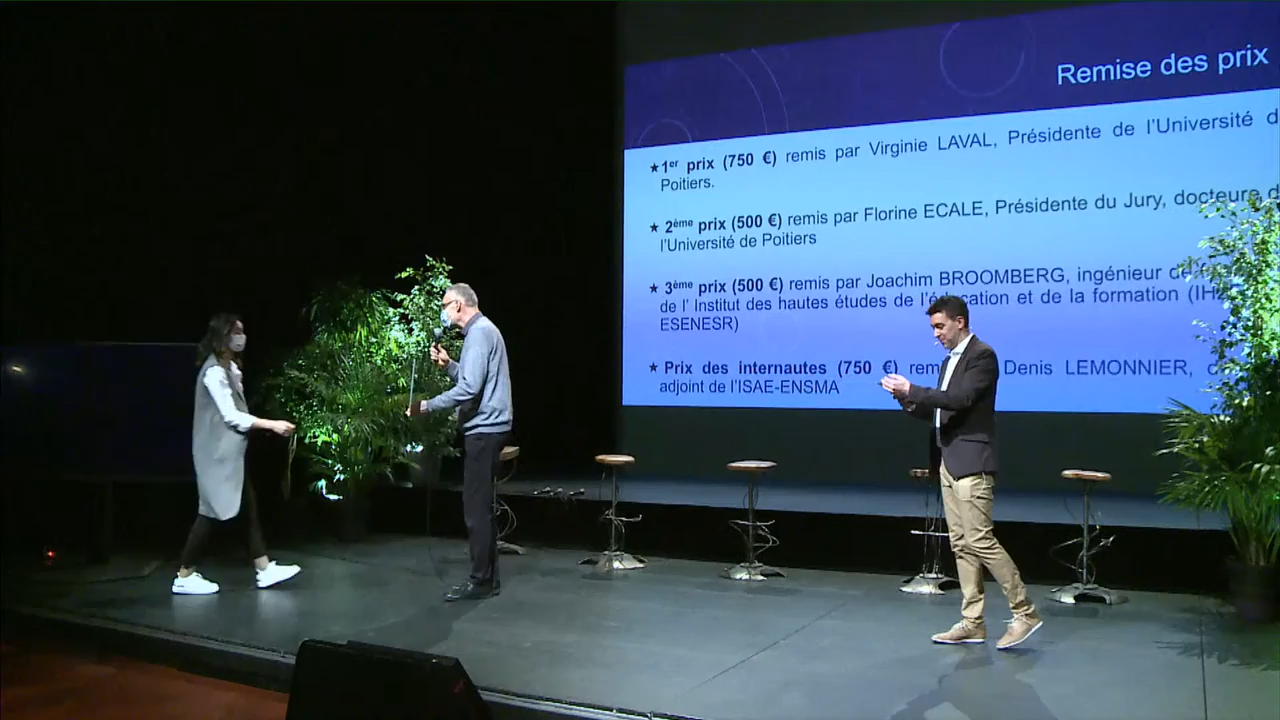 Remise des prix
★1er prix (750 €) remis par Virginie LAVAL, Présidente de l'Université
Poitiers.
★ 2ème prix (500 €) remis par Florine ECALE, Présidente du Jury, docteure
l'Université de Poitiers
★ 3ème prix (500 €) remis par Joachim BROOMBERG, ingénieur
de l' Institut des hautes études de l'éducation et de la formation
ESENESR)
★ Prix des internautes (750 €) Denis LEMONNIER,
adjoint de l'ISAE-ENSMA